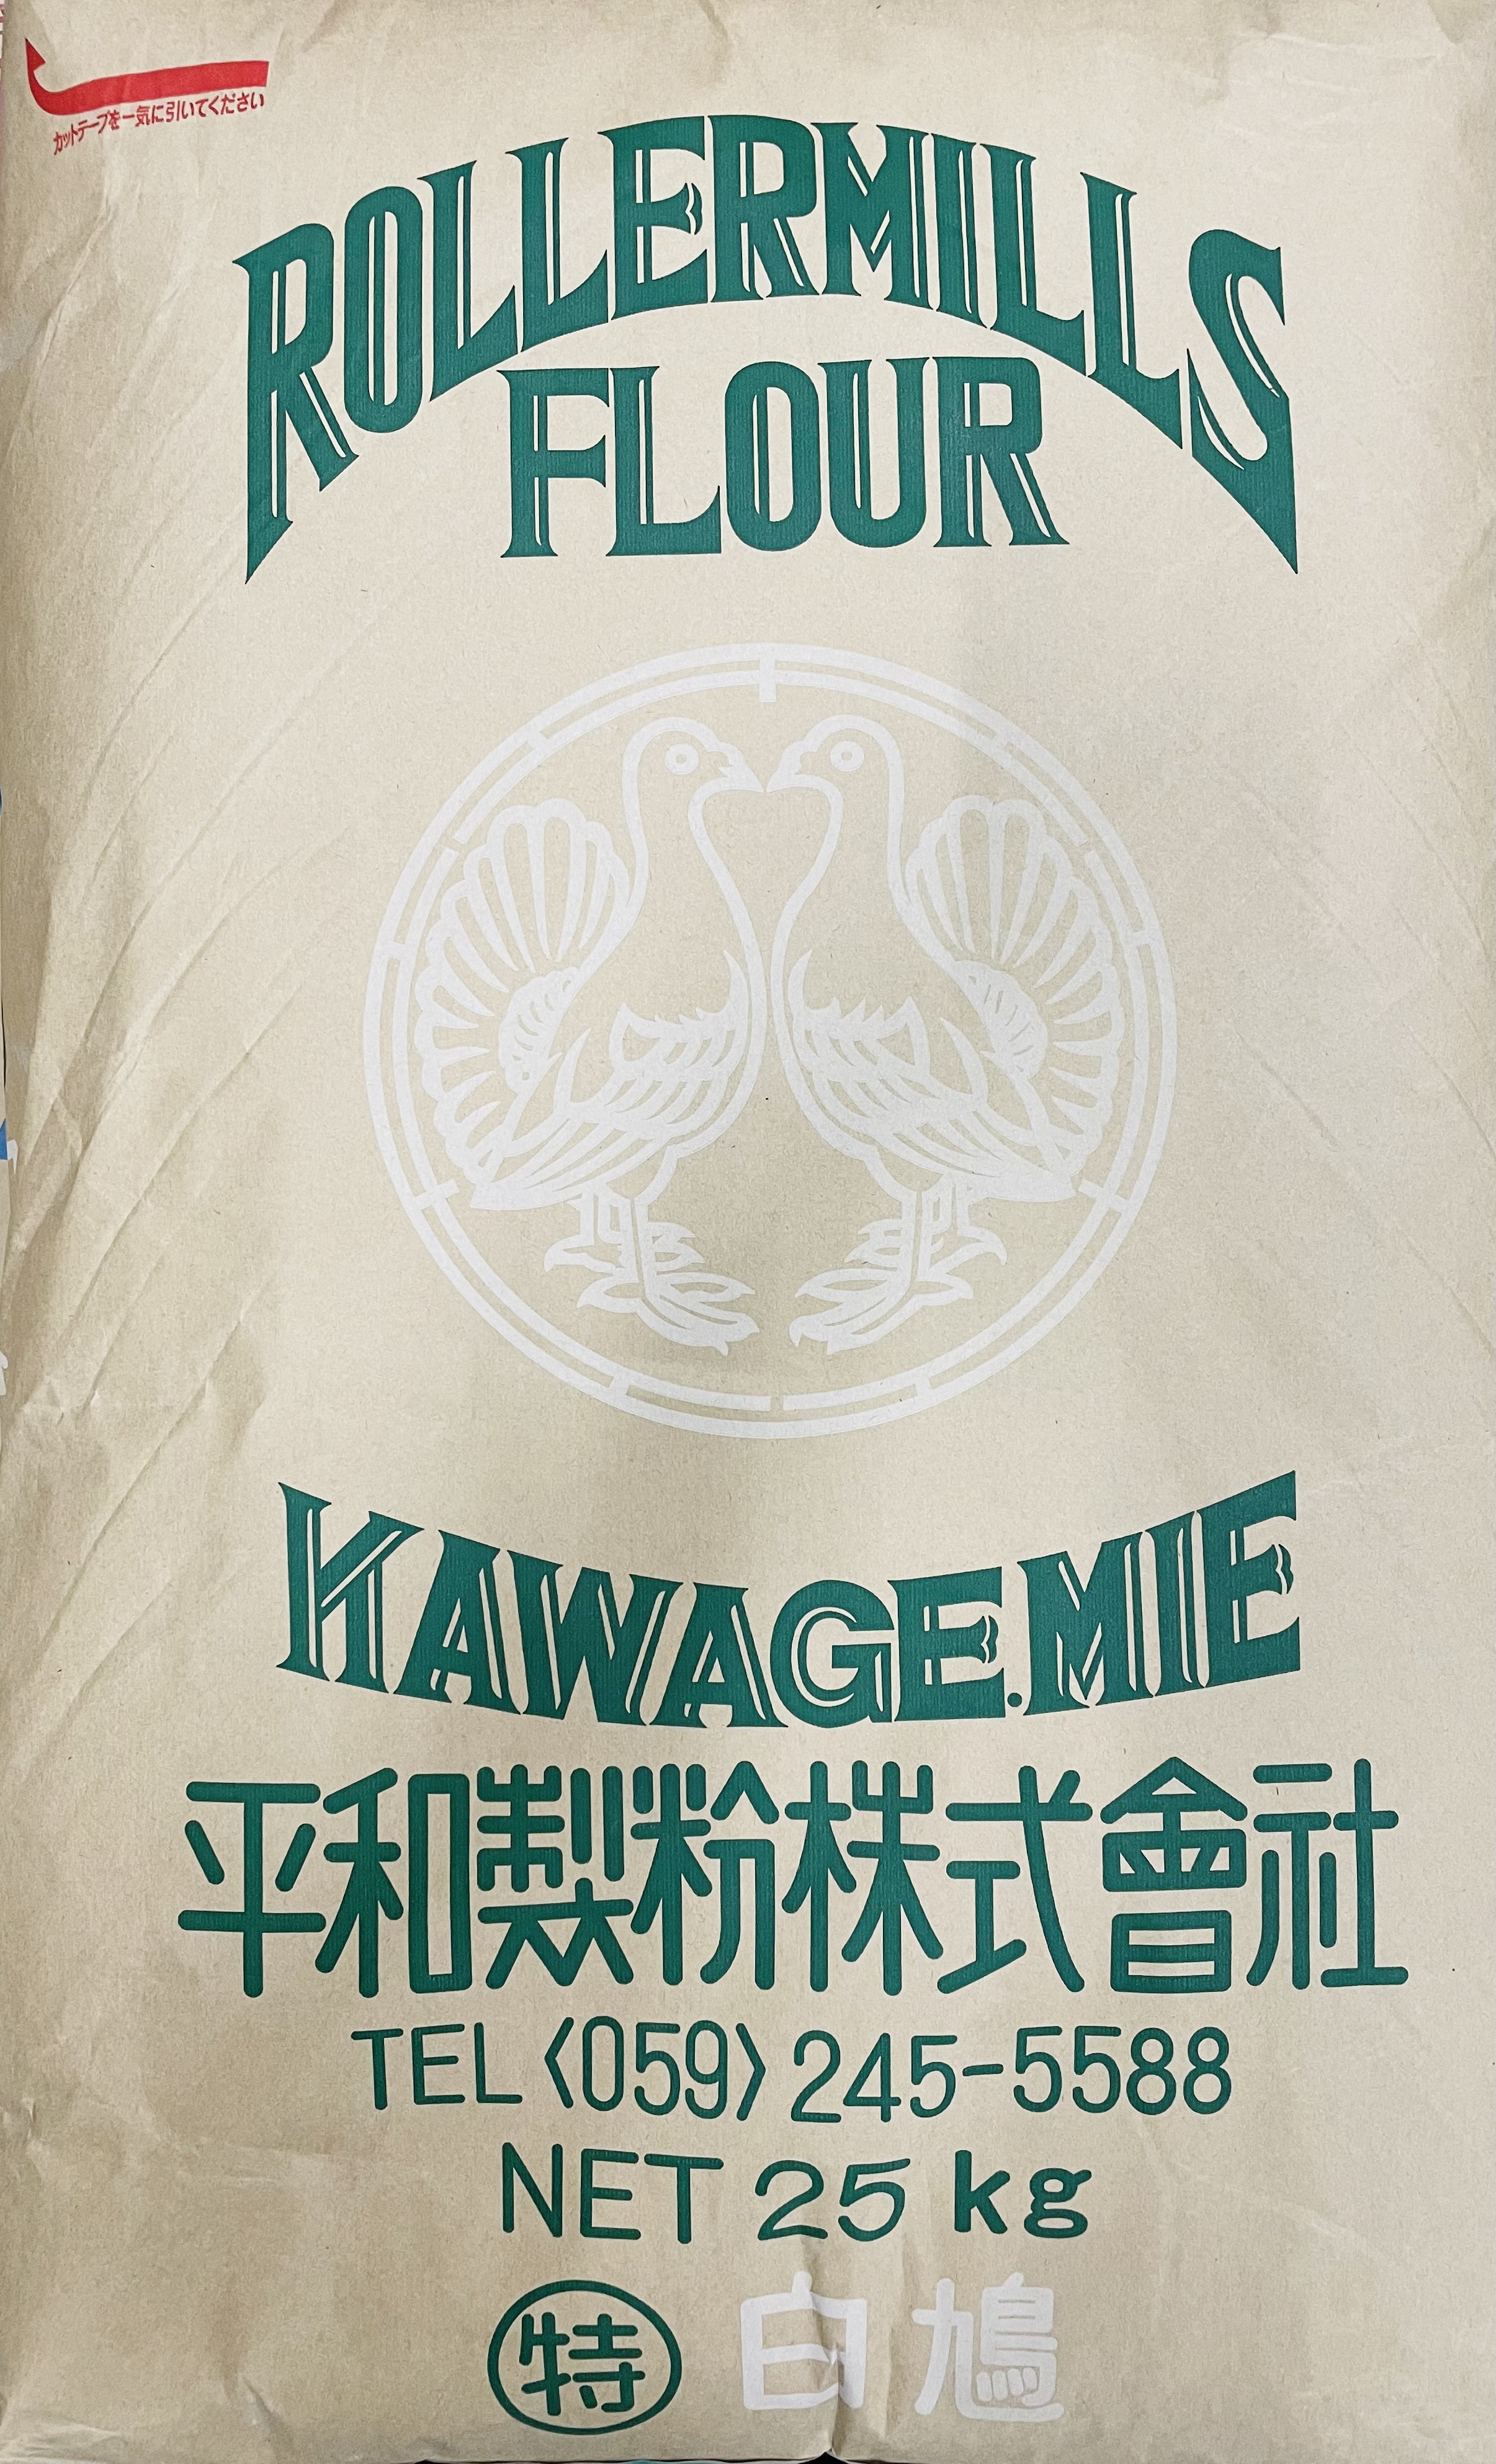 カットテープを一気に引いてください
ROLLERMILLS
FLOUR
KAWAGE.MIE
平和製粉株式會社
TEL〈059〉245-5588
NET 25 kg
特 白鳩